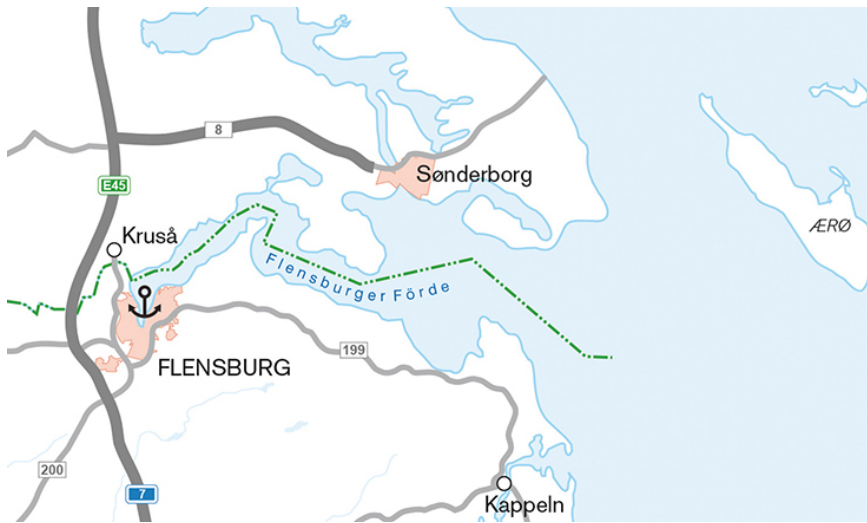 8
Sønderborg
E45
ÆRØ
Kruså
Flensburger Förde
FLENSBURG
199
200
7
Kappeln